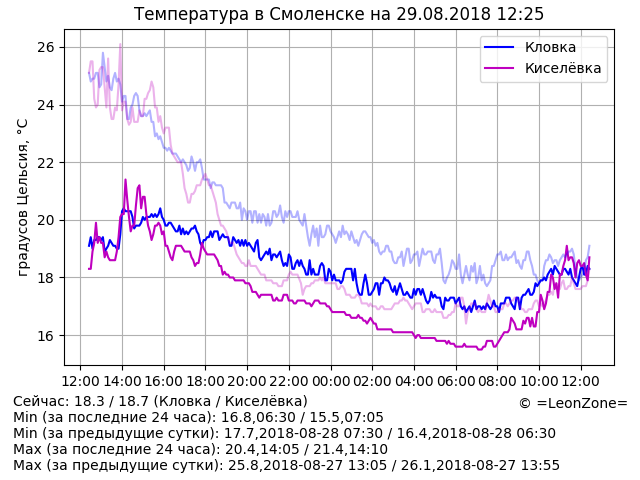 Температура в Смоленске на 29.08.2018 12:25
градусов Цельсия, °C
26
24
22
20
18
16
Кловка
Киселёвка
12:00 14:00 16:00 18:00 20:00 22:00 00:00 02:00 04:00 06:00 08:00 10:00 12:00
Сейчас: 18.3 / 18.7 (Кловка / Киселёвка)
© =LeonZone=
Min (за последние 24 часа): 16.8,06:30 / 15.5,07:05
Min (за предыдущие сутки): 17.7,2018-08-28 07:30 / 16.4,2018-08-28 06:30
Max (за последние 24 часа): 20.4,14:05 / 21.4,14:10
Max (за предыдущие сутки): 25.8,2018-08-27 13:05 / 26.1,2018-08-27 13:55